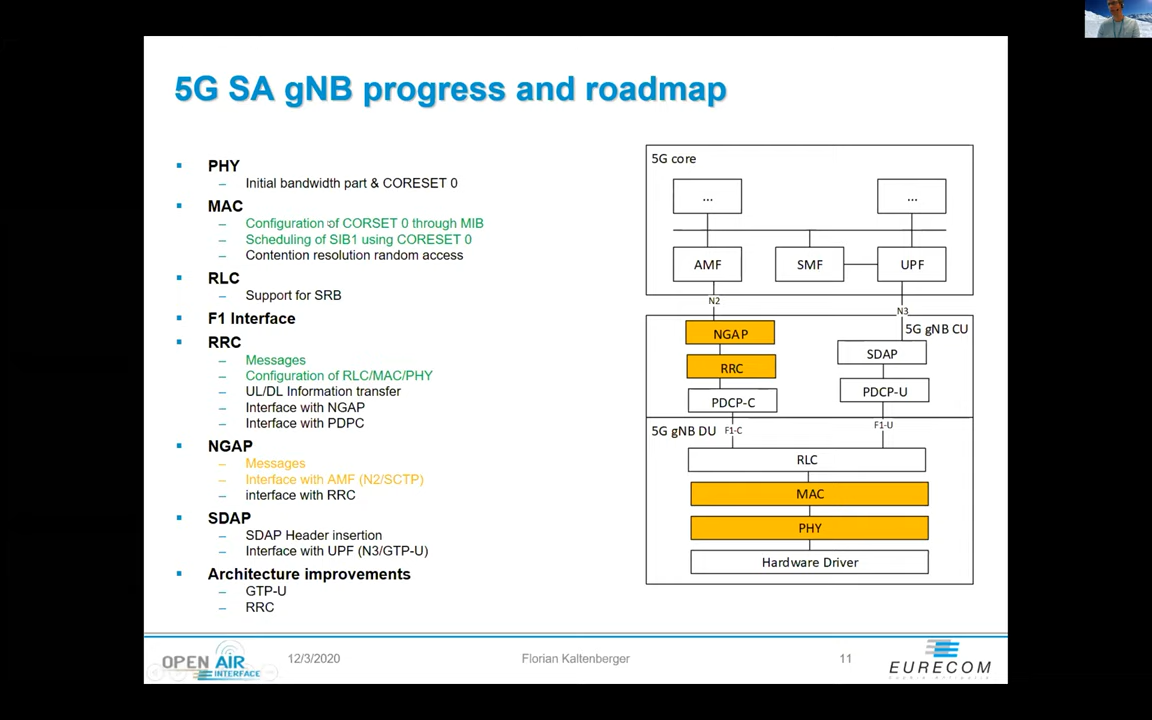 5G SA gNB progress and roadmap
PHY
– Initial bandwidth part & CORESET 0
MAC
– Configuration of CORSET 0 through MIB
– Scheduling of SIB1 using CORESET 0
– Contention resolution random access
RLC
– Support for SRB
F1 Interface
RRC
– Messages
– Configuration of RLC/MAC/PHY
– UL/DL Information transfer
– Interface with NGAP
– Interface with PDPC
NGAP
– Messages
– Interface with AMF (N2/SCTP)
– interface with RRC
SDAP
– SDAP Header insertion
– Interface with UPF (N3/GTP-U)
Architecture improvements
– GTP-U
– RRC
5G core
... ...
AMF SMF UPF
N2 N3
5G gNB CU
NGAP
RRC
PDCP-C
SDAP
PDCP-U
5G gNB DU
F1-C F1-U
RLC
MAC
PHY
Hardware Driver
OPEN AIR
INTERFACE
12/3/2020
Florian Kaltenberger
11
EURECOM